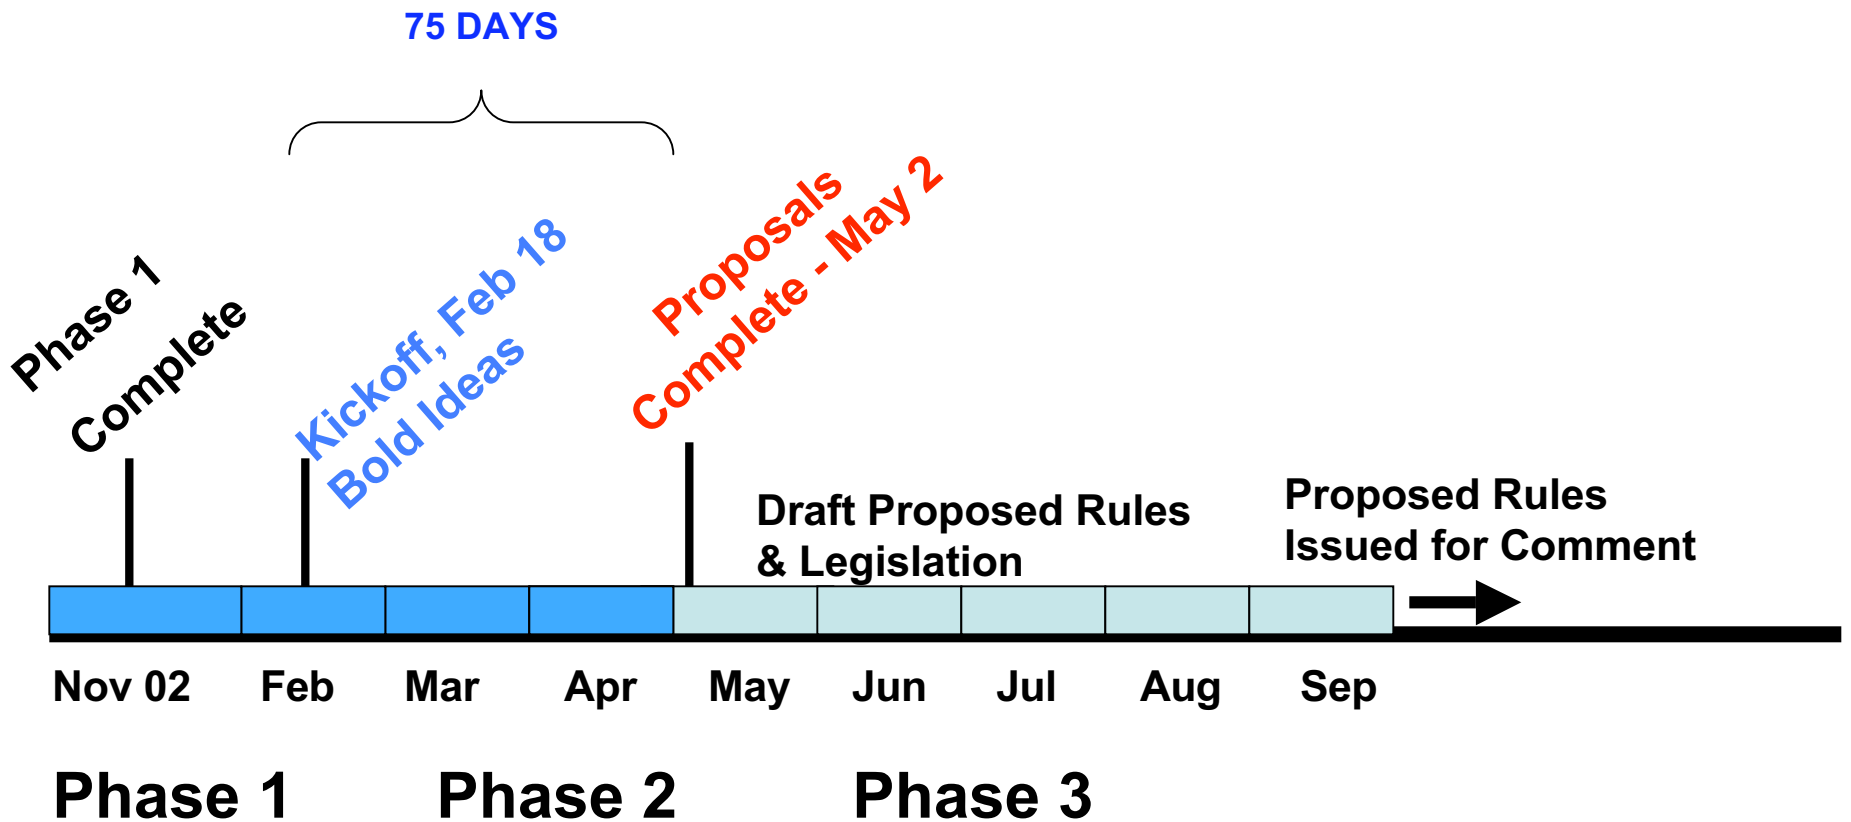 75 DAYS
Phase 1
Complete
Kickoff, Feb 18
Bold Ideas
Proposals
Complete - May 2
Draft Proposed Rules
& Legislation
Proposed Rules
Issued for Comment
Nov 02 Feb Mar Apr May Jun Jul Aug Sep
Phase 1 Phase 2 Phase 3